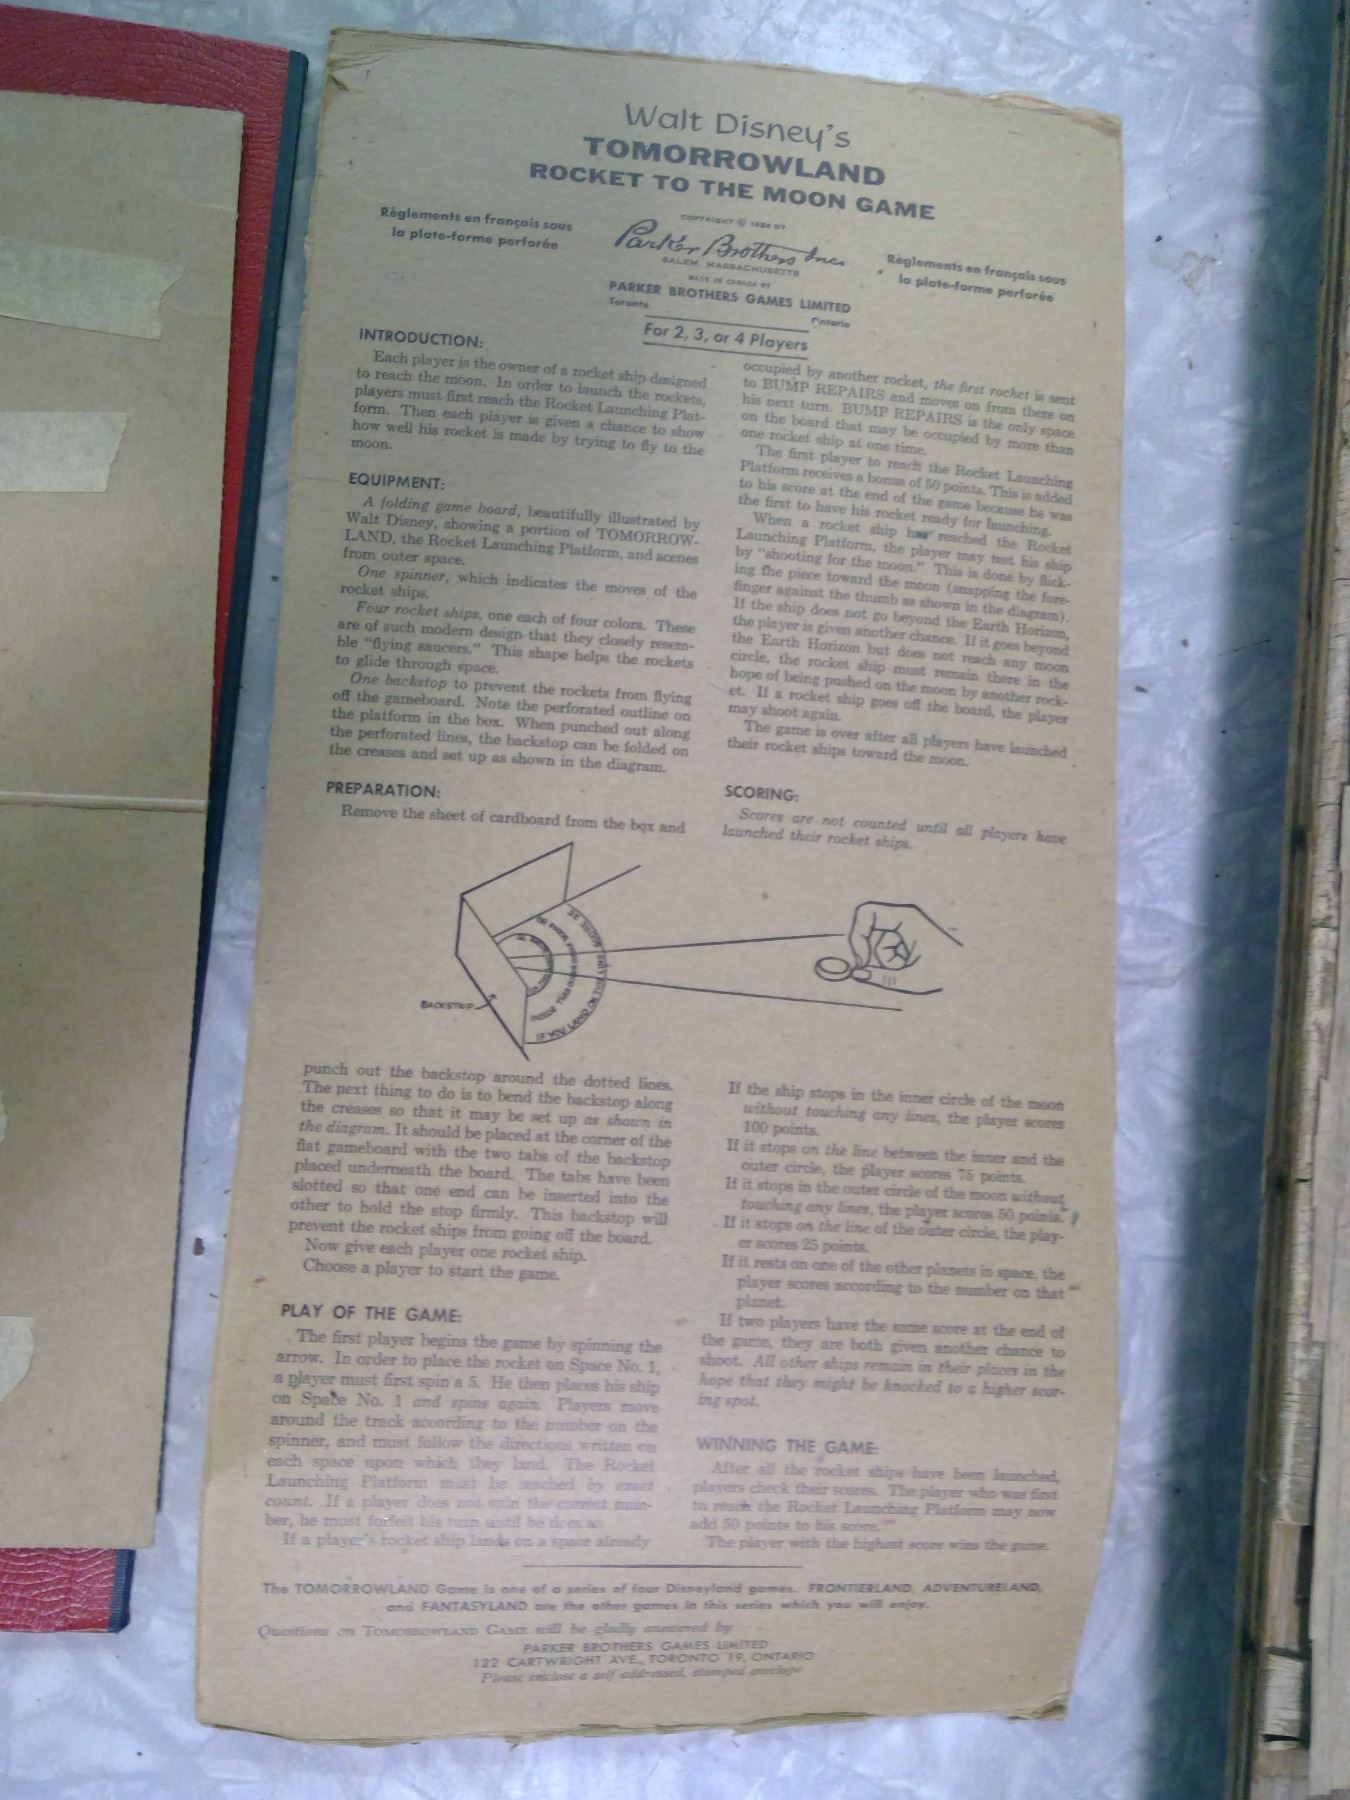 Walt Disney's
TOMORROWLAND
ROCKET TO THE MOON GAME
Règlements en français sous
la plate-forme perforée
COPYRIGHT © 1956 BY
Parker Brothers Inc.
SALEM, MASSACHUSETTS
MADE IN CANADA BY
PARKER BROTHERS GAMES LIMITED
Toronto Ontario
Règlements en français sous
la plate-forme perforée
For 2, 3, or 4 Players
INTRODUCTION:
Each player is the owner of a rocket ship designed
to reach the moon. In order to launch the rockets,
players must first reach the Rocket Launching Plat-
form. Then each player is given a chance to show
how well his rocket is made by trying to fly to the
moon.
EQUIPMENT:
A folding game board, beautifully illustrated by
Walt Disney, showing a portion of TOMORROW-
LAND, the Rocket Launching Platform, and scenes
from outer space.
One spinner, which indicates the moves of the
rocket ships.
Four rocket ships, one each of four colors. These
are of such modern design that they closely resem-
ble "flying saucers." This shape helps the rockets
to glide through space.
One backstop to prevent the rockets from flying
off the gameboard. Note the perforated outline on
the platform in the box. When punched out along
the perforated lines, the backstop can be folded on
the creases and set up as shown in the diagram.
PREPARATION:
Remove the sheet of cardboard from the box and
occupied by another rocket, the first rocket is sent
to BUMP REPAIRS and moves on from there on
his next turn. BUMP REPAIRS is the only space
on the board that may be occupied by more than
one rocket ship at one time.
The first player to reach the Rocket Launching
Platform receives a bonus of 50 points. This is added
to his score at the end of the game because he was
the first to have his rocket ready for launching.
When a rocket ship has reached the Rocket
Launching Platform, the player may test his ship
by "shooting for the moon." This is done by flick-
ing the piece toward the moon (snapping the fore-
finger against the thumb as shown in the diagram).
If the ship does not go beyond the Earth Horizon,
the player is given another chance. If it goes beyond
the Earth Horizon but does not reach any moon
circle, the rocket ship must remain there in the
hope of being pushed on the moon by another rock-
et. If a rocket ship goes off the board, the player
may shoot again.
The game is over after all players have launched
their rocket ships toward the moon.
SCORING:
Scores are not counted until all players have
launched their rocket ships.
BACKSTOP
punch out the backstop around the dotted lines.
The next thing to do is to bend the backstop along
the creases so that it may be set up as shown in
the diagram. It should be placed at the corner of the
flat gameboard with the two tabs of the backstop
placed underneath the board. The tabs have been
slotted so that one end can be inserted into the
other to hold the stop firmly. This backstop will
prevent the rocket ships from going off the board.
Now give each player one rocket ship.
Choose a player to start the game.
PLAY OF THE GAME:
The first player begins the game by spinning the
arrow. In order to place the rocket on Space No. 1,
a player must first spin a 5. He then places his ship
on Space No. 1 and spins again. Players move
around the track according to the number on the
spinner, and must follow the directions written on
each space upon which they land. The Rocket
Launching Platform must be reached by exact
count. If a player does not spin the correct num-
ber, he must forfeit his turn until he does so.
If a player's rocket ship lands on a space already
If the ship stops in the inner circle of the moon
without touching any lines, the player scores
100 points.
If it stops on the line between the inner and the
outer circle, the player scores 75 points.
If it stops in the outer circle of the moon without
touching any lines, the player scores 50 points.
If it stops on the line of the outer circle, the play-
er scores 25 points.
If it rests on one of the other planets in space, the
player scores according to the number on that
planet.
If two players have the same score at the end of
the game, they are both given another chance to
shoot. All other ships remain in their places in the
hope that they might be knocked to a higher scor-
ing spot.
WINNING THE GAME:
After all the rocket ships have been launched,
players check their scores. The player who was first
to reach the Rocket Launching Platform may now
add 50 points to his score.
The player with the highest score wins the game.
The TOMORROWLAND Game is one of a series of four Disneyland games. FRONTIERLAND, ADVENTURELAND,
and FANTASYLAND are the other games in this series which you will enjoy.
Questions on TOMORROWLAND GAME will be gladly answered by
PARKER BROTHERS GAMES LIMITED
122 CARTWRIGHT AVE., TORONTO 19, ONTARIO
Please enclose a self addressed, stamped envelope